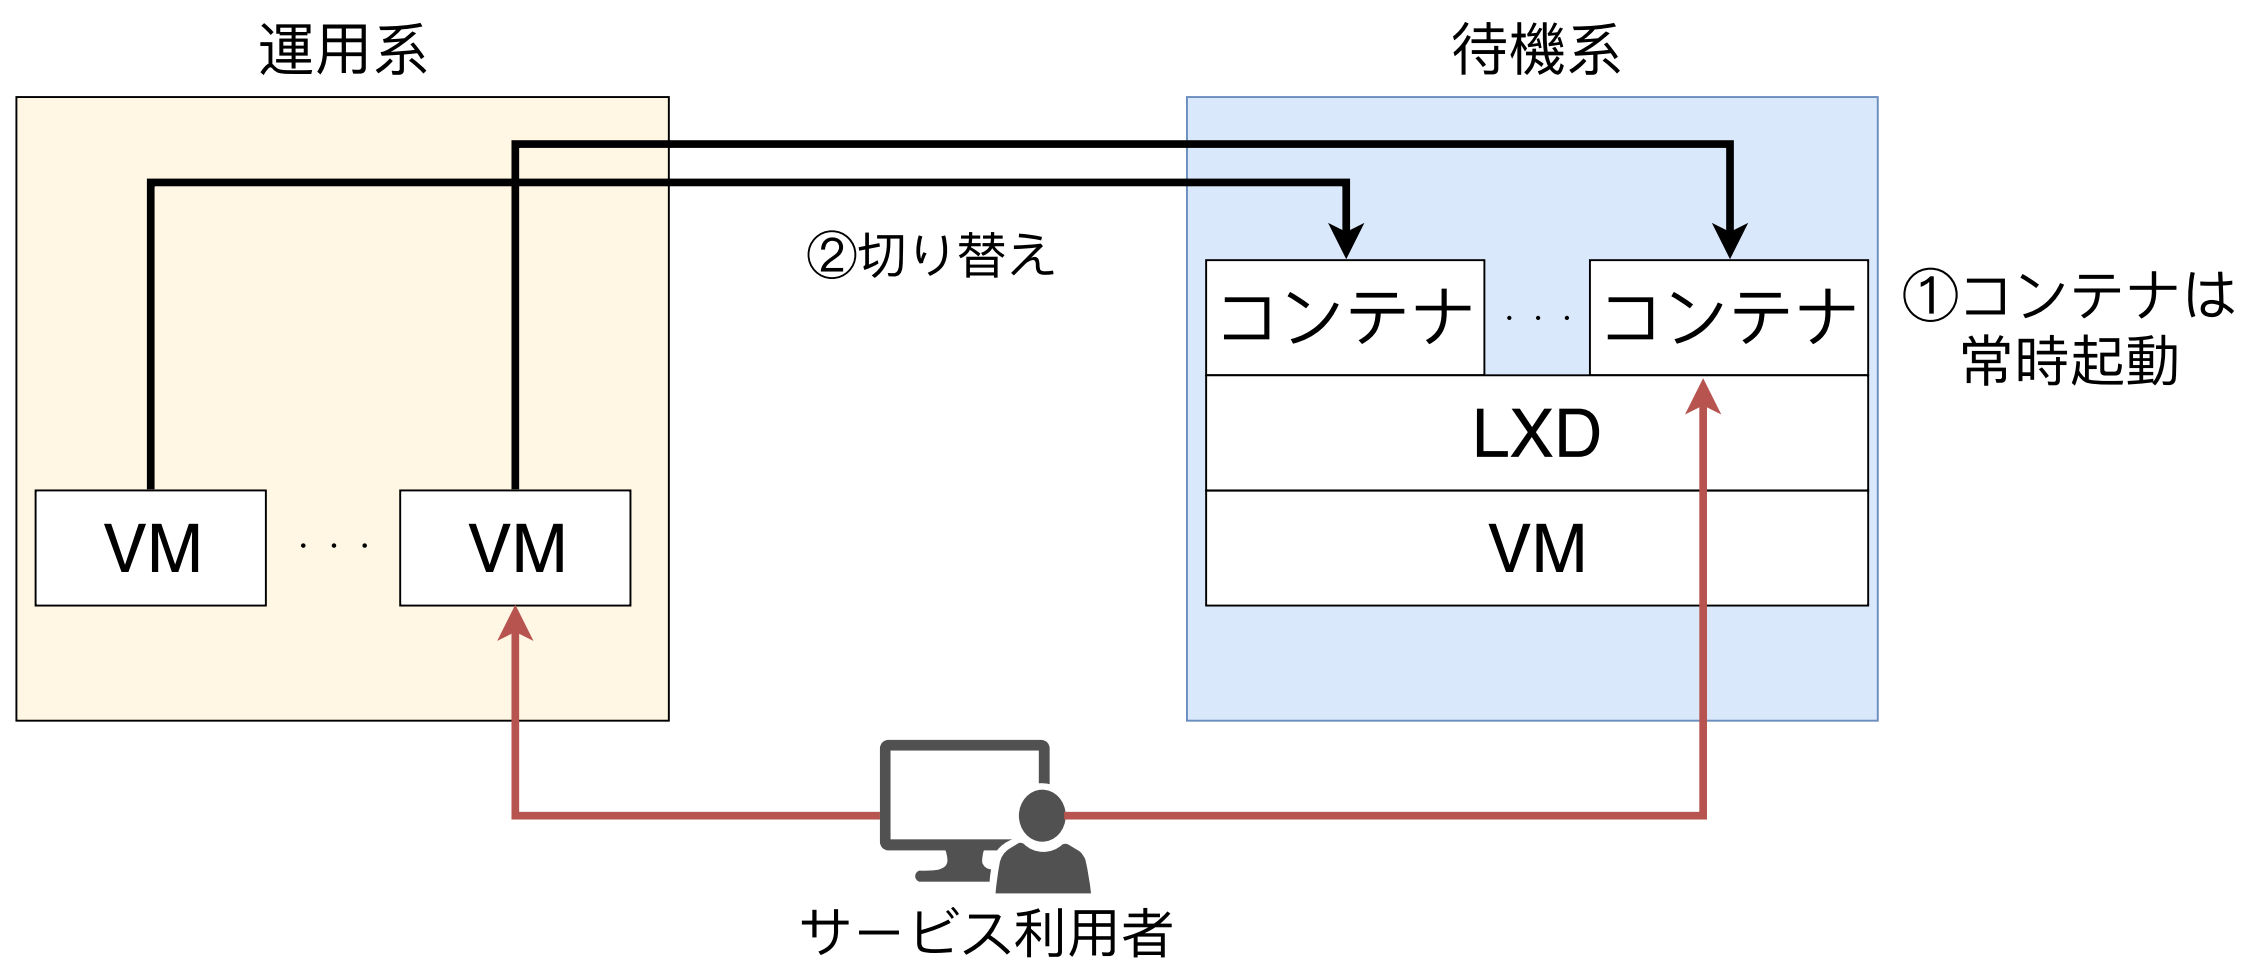 運用系
待機系
②切り替え
コンテナ
・・・
コンテナ
①コンテナは
常時起動
LXD
VM
・・・
VM
VM
サービス利用者